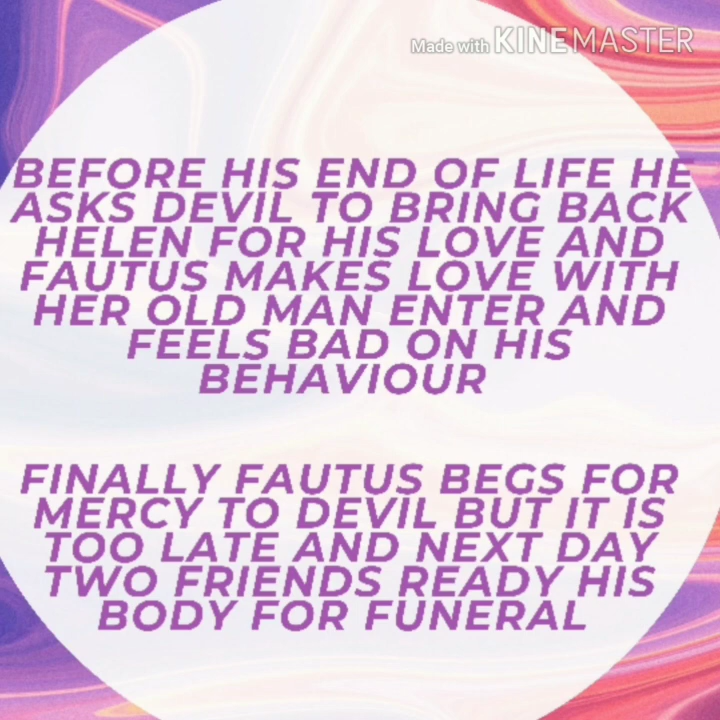 Made with KINEMASTER
BEFORE HIS END OF LIFE HE
ASKS DEVIL TO BRING BACK
HELEN FOR HIS LOVE AND
FAUTUS MAKES LOVE WITH
HER OLD MAN ENTER AND
FEELS BAD ON HIS
BEHAVIOUR
FINALLY FAUTUS BEGS FOR
MERCY TO DEVIL BUT IT IS
TOO LATE AND NEXT DAY
TWO FRIENDS READY HIS
BODY FOR FUNERAL